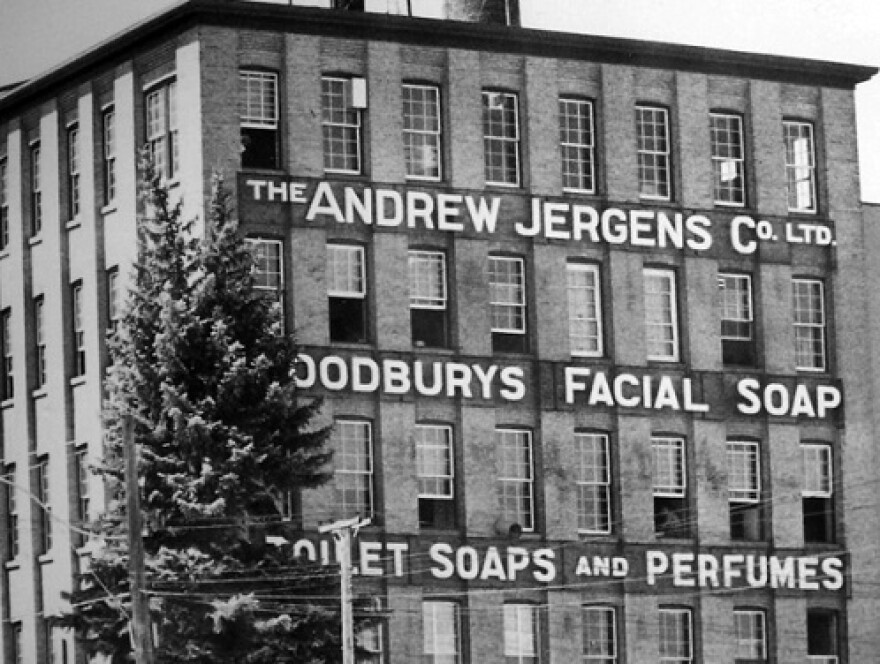 THE ANDREW JERGENS CO. LTD.
OODBURYS FACIAL SOAP
TOILET SOAPS AND PERFUMES